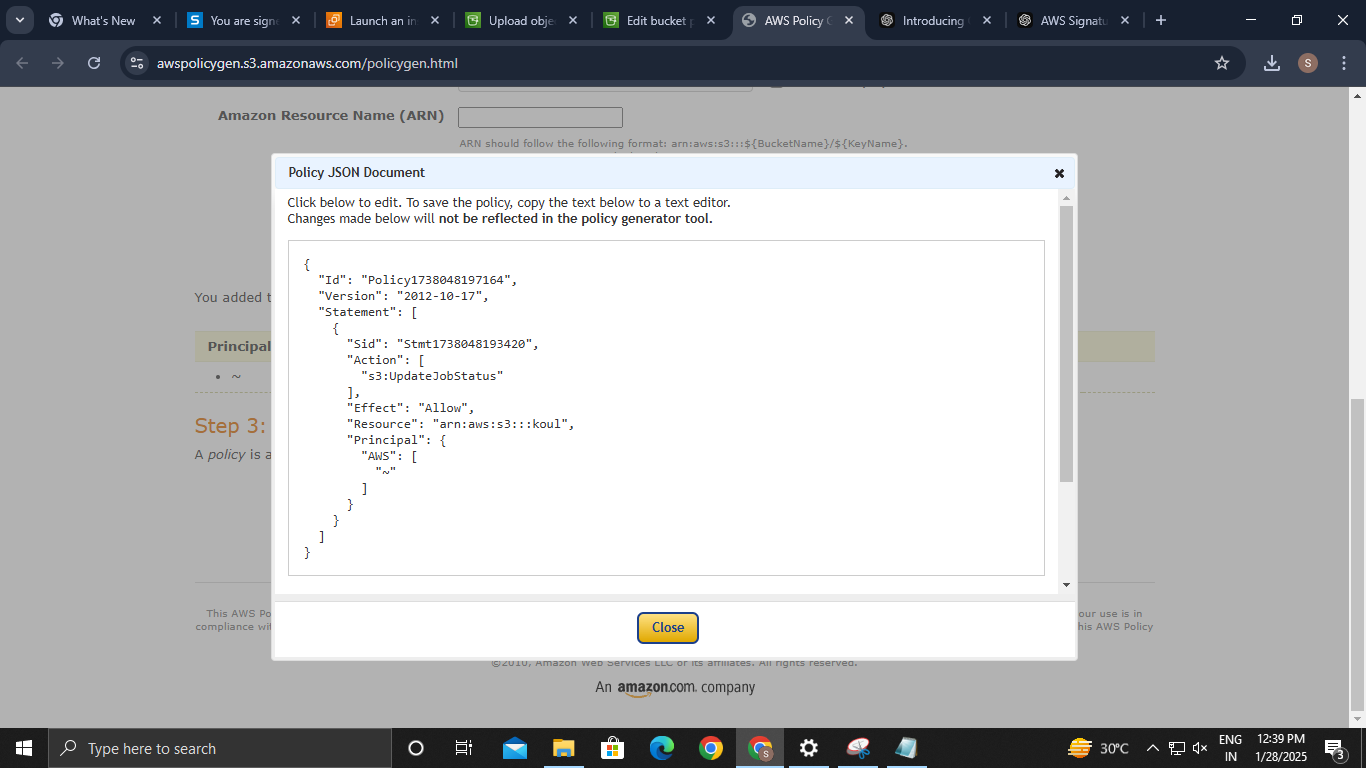 What's New
You are signe
Launch an in
Upload obje
Edit bucket p
AWS Policy G
Introducing
AWS Signatu
awspolicygen.s3.amazonaws.com/policygen.html
S
Amazon Resource Name (ARN)
ARN should follow the following format: arn:aws:s3:::${BucketName}/${KeyName}.
Policy JSON Document
Click below to edit. To save the policy, copy the text below to a text editor.
Changes made below will not be reflected in the policy generator tool.
{
"Id": "Policy1738048197164",
"Version": "2012-10-17",
"Statement": [
{
"Sid": "Stmt1738048193420",
"Action": [
"s3:UpdateJobStatus"
],
"Effect": "Allow",
"Resource": "arn:aws:s3:::koul",
"Principal": {
"AWS": [
"~"
]
}
}
]
}
You added t
Principal
• ~
Step 3:
A policy is a
This AWS Po
our use is in
compliance wit
his AWS Policy
Close
©2010, Amazon Web Services LLC or its affiliates. All rights reserved.
An amazon.com. company
Type here to search
30°C
ENG
IN
12:39 PM
1/28/2025
3